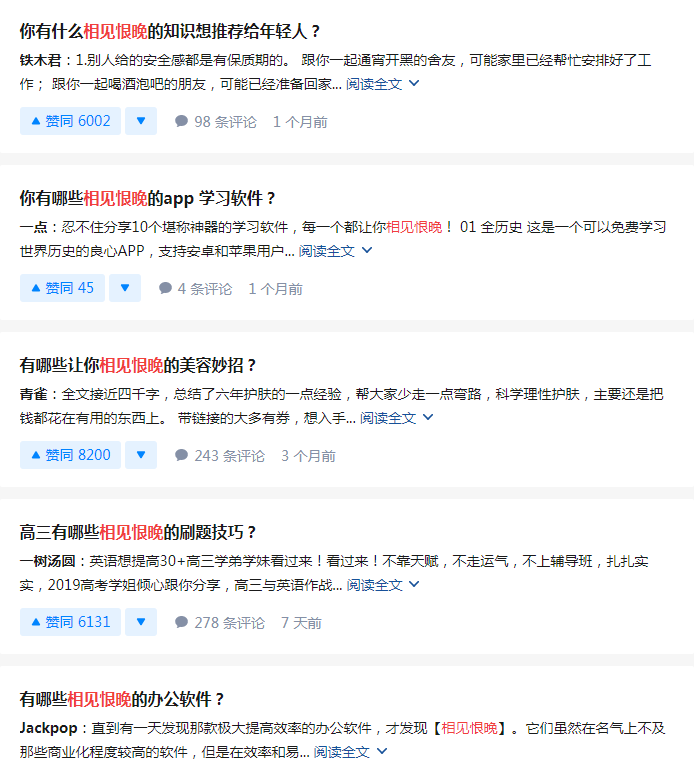 你有什么相见恨晚的知识想推荐给年轻人？
铁木君：1.别人给的安全感都是有保质期的。 跟你一起通宵开黑的舍友，可能家里已经帮忙安排好了工
作； 跟你一起喝酒泡吧的朋友，可能已经准备回家... 阅读全文
赞同 6002 98 条评论 1 个月前
你有哪些相见恨晚的app 学习软件？
一点：忍不住分享10个堪称神器的学习软件，每一个都让你相见恨晚！ 01 全历史 这是一个可以免费学习
世界历史的良心APP，支持安卓和苹果用户... 阅读全文
赞同 45 4 条评论 1 个月前
有哪些让你相见恨晚的美容妙招？
青雀：全文接近四千字，总结了六年护肤的一点经验，帮大家少走一点弯路，科学理性护肤，主要还是把
钱都花在有用的东西上。 带链接的大多有券，想入手... 阅读全文
赞同 8200 243 条评论 3 个月前
高三有哪些相见恨晚的刷题技巧？
一树汤圆：英语想提高30+高三学弟学妹看过来！看过来！不靠天赋，不走运气，不上辅导班，扎扎实
实，2019高考学姐倾心跟你分享，高三与英语作战... 阅读全文
赞同 6131 278 条评论 7 天前
有哪些相见恨晚的办公软件？
Jackpop：直到有一天发现那款极大提高效率的办公软件，才发现【相见恨晚】。它们虽然在名气上不及
那些商业化程度较高的软件，但是在效率和易... 阅读全文